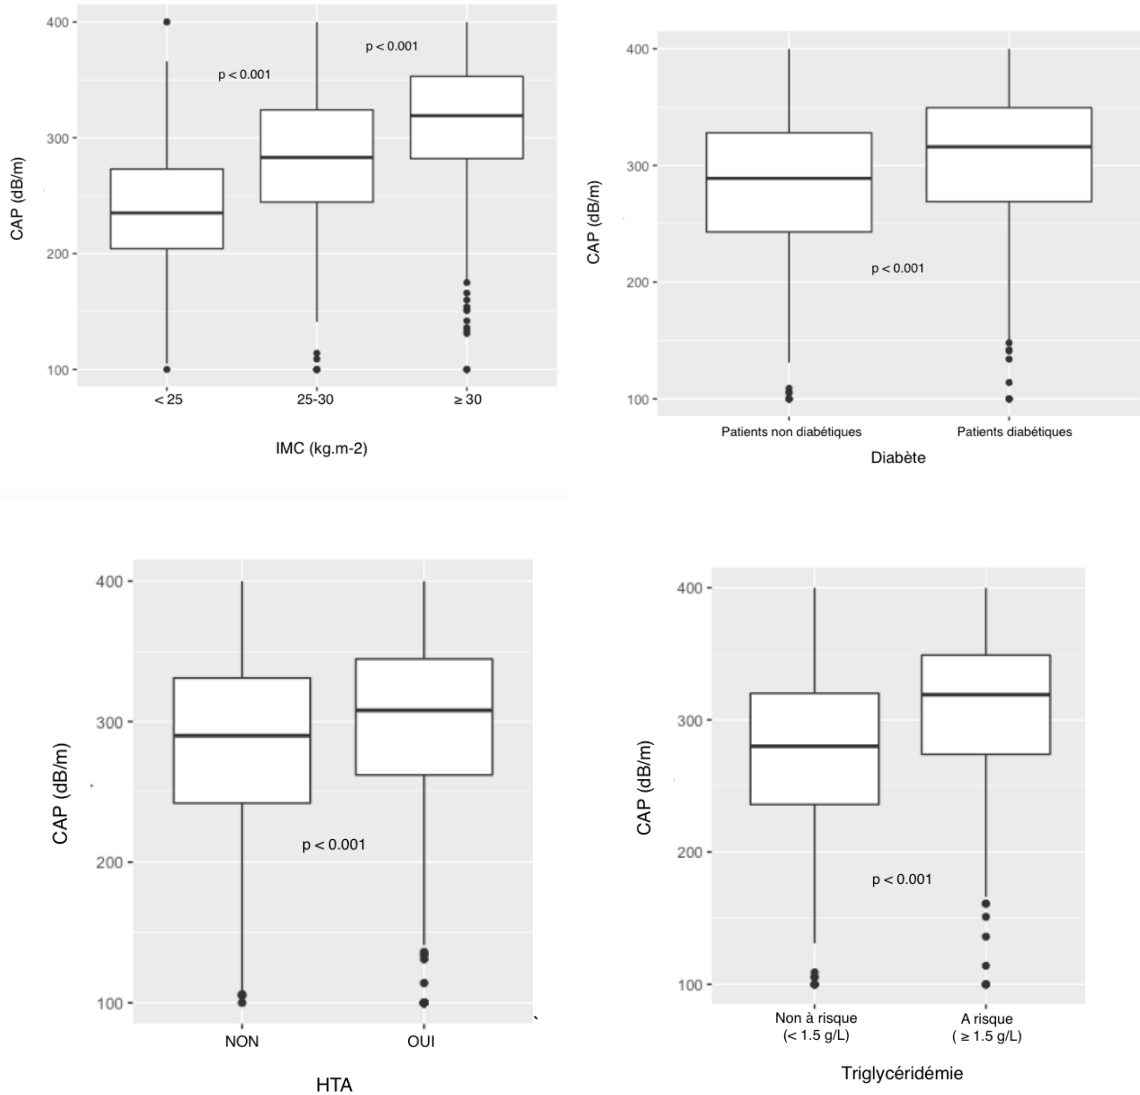 400
300
200
100
CAP (dB/m)
p < 0.001
p < 0.001
< 25
25-30
≥ 30
IMC (kg.m-2)
400
300
200
100
CAP (dB/m)
p < 0.001
Patients non diabétiques
Patients diabétiques
Diabète
400
300
200
100
CAP (dB/m)
p < 0.001
NON
OUI
HTA
400
300
200
100
CAP (dB/m)
p < 0.001
Non à risque
(< 1.5 g/L)
A risque
( ≥ 1.5 g/L)
Triglycéridémie